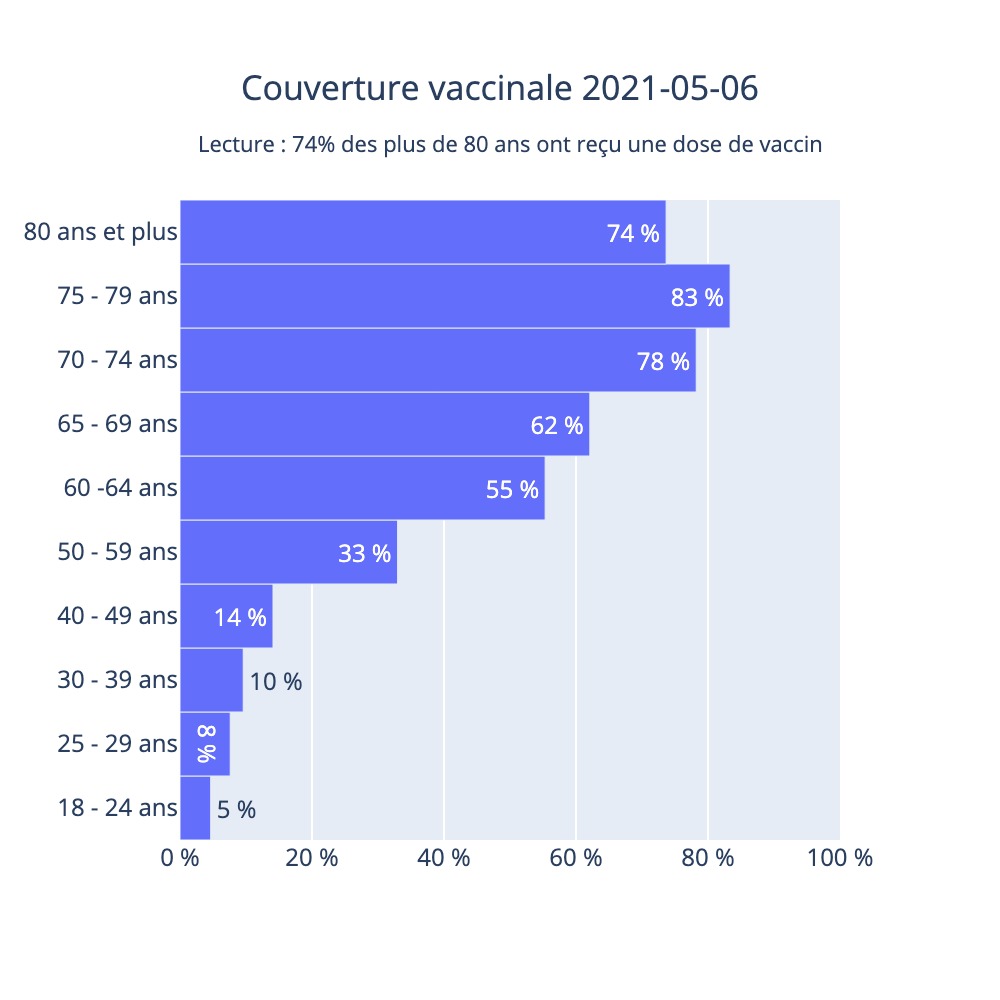 Couverture vaccinale 2021-05-06
Lecture : 74% des plus de 80 ans ont reçu une dose de vaccin
80 ans et plus 74 %
75 - 79 ans 83 %
70 - 74 ans 78 %
65 - 69 ans 62 %
60 -64 ans 55 %
50 - 59 ans 33 %
40 - 49 ans 14 %
30 - 39 ans 10 %
25 - 29 ans 8 %
18 - 24 ans 5 %
0 % 20 % 40 % 60 % 80 % 100 %